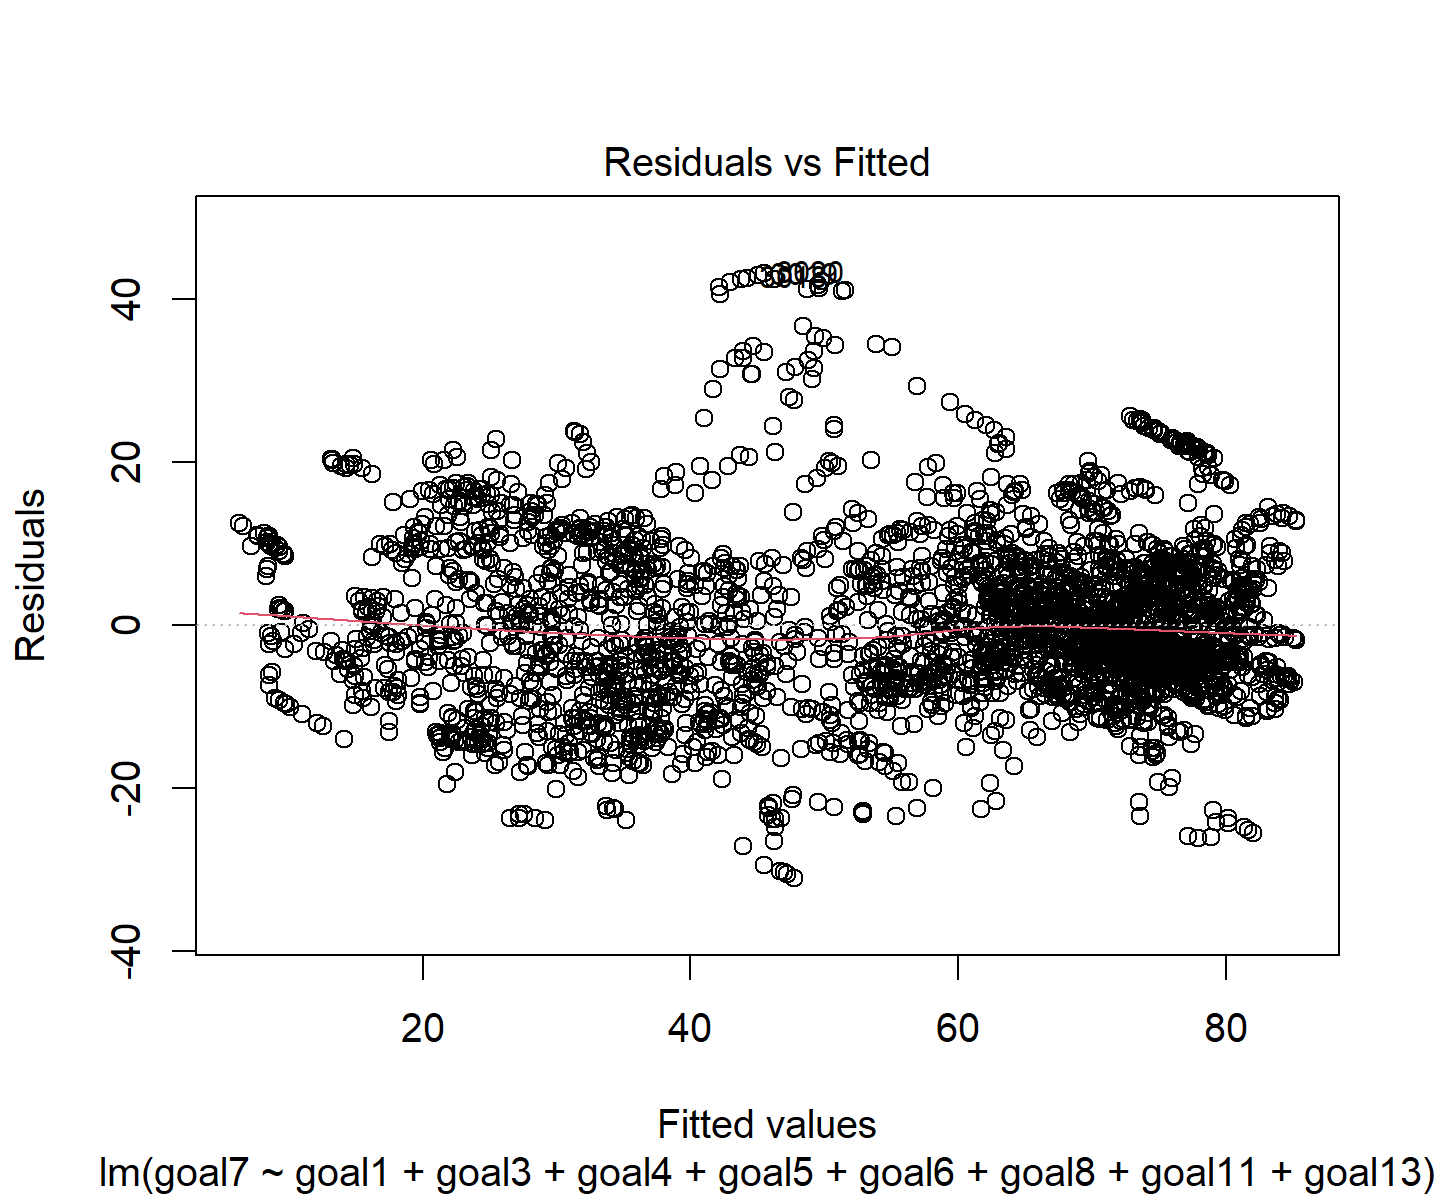 Residuals vs Fitted
Residuals
40
20
0
-20
-40
20 40 60 80
Fitted values
lm(goal7 ~ goal1 + goal3 + goal4 + goal5 + goal6 + goal8 + goal11 + goal13)